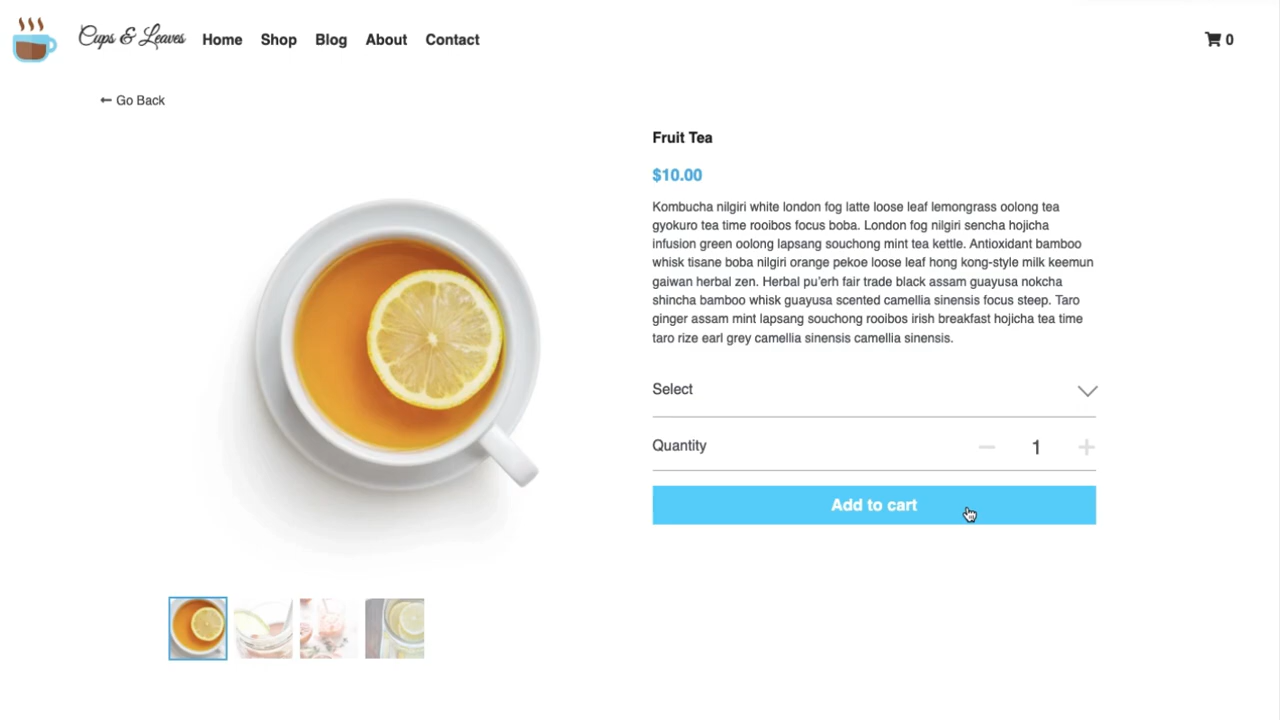 Cups & Leaves Home Shop Blog About Contact 0
Go Back
Fruit Tea
$10.00
Kombucha nilgiri white london fog latte loose leaf lemongrass oolong tea
gyokuro tea time rooibos focus boba. London fog nilgiri sencha hojicha
infusion green oolong lapsang souchong mint tea kettle. Antioxidant bamboo
whisk tisane boba nilgiri orange pekoe loose leaf hong kong-style milk keemun
gaiwan herbal zen. Herbal pu'erh fair trade black assam guayusa nokcha
shincha bamboo whisk guayusa scented camellia sinensis focus steep. Taro
ginger assam mint lapsang souchong rooibos irish breakfast hojicha tea time
taro rize earl grey camellia sinensis camellia sinensis.
Select
Quantity 1
Add to cart